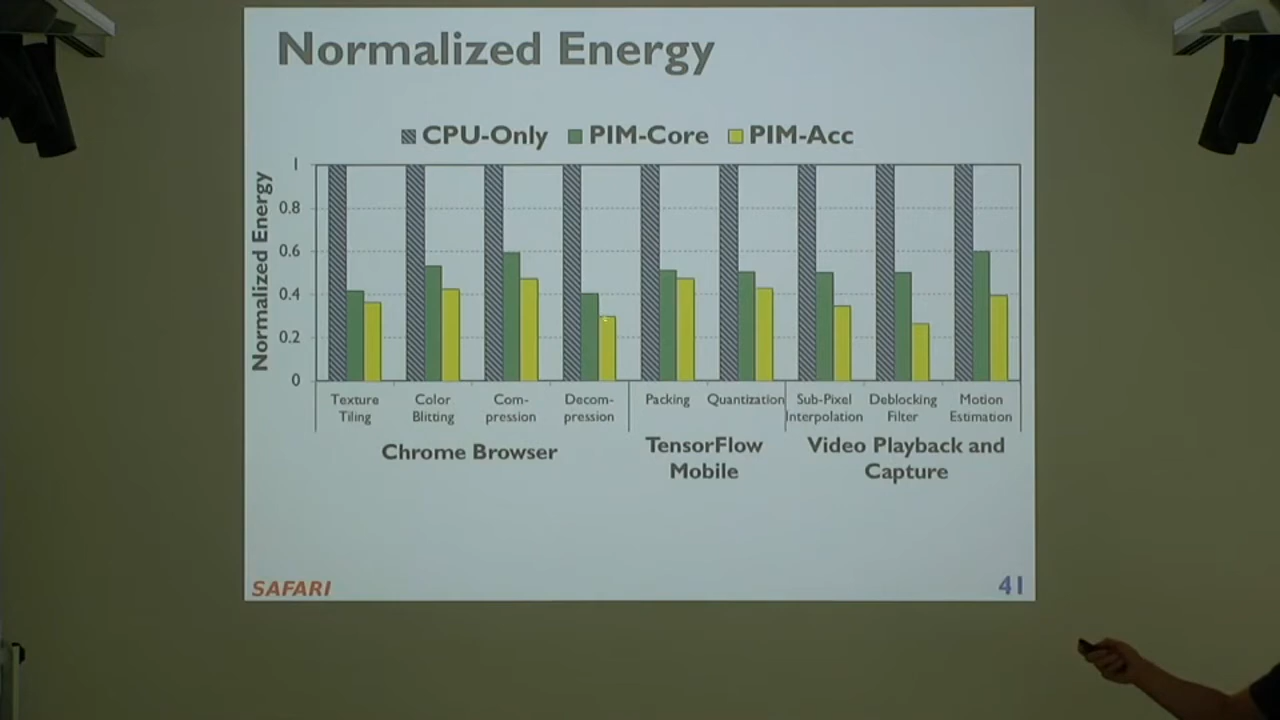 Normalized Energy
CPU-Only PIM-Core PIM-Acc
Normalized Energy
1
0.8
0.6
0.4
0.2
0
Texture
Tiling
Color
Blitting
Com-
pression
Decom-
pression
Packing
Quantization
Sub-Pixel
Interpolation
Deblocking
Filter
Motion
Estimation
Chrome Browser
TensorFlow
Mobile
Video Playback and
Capture
SAFARI
41